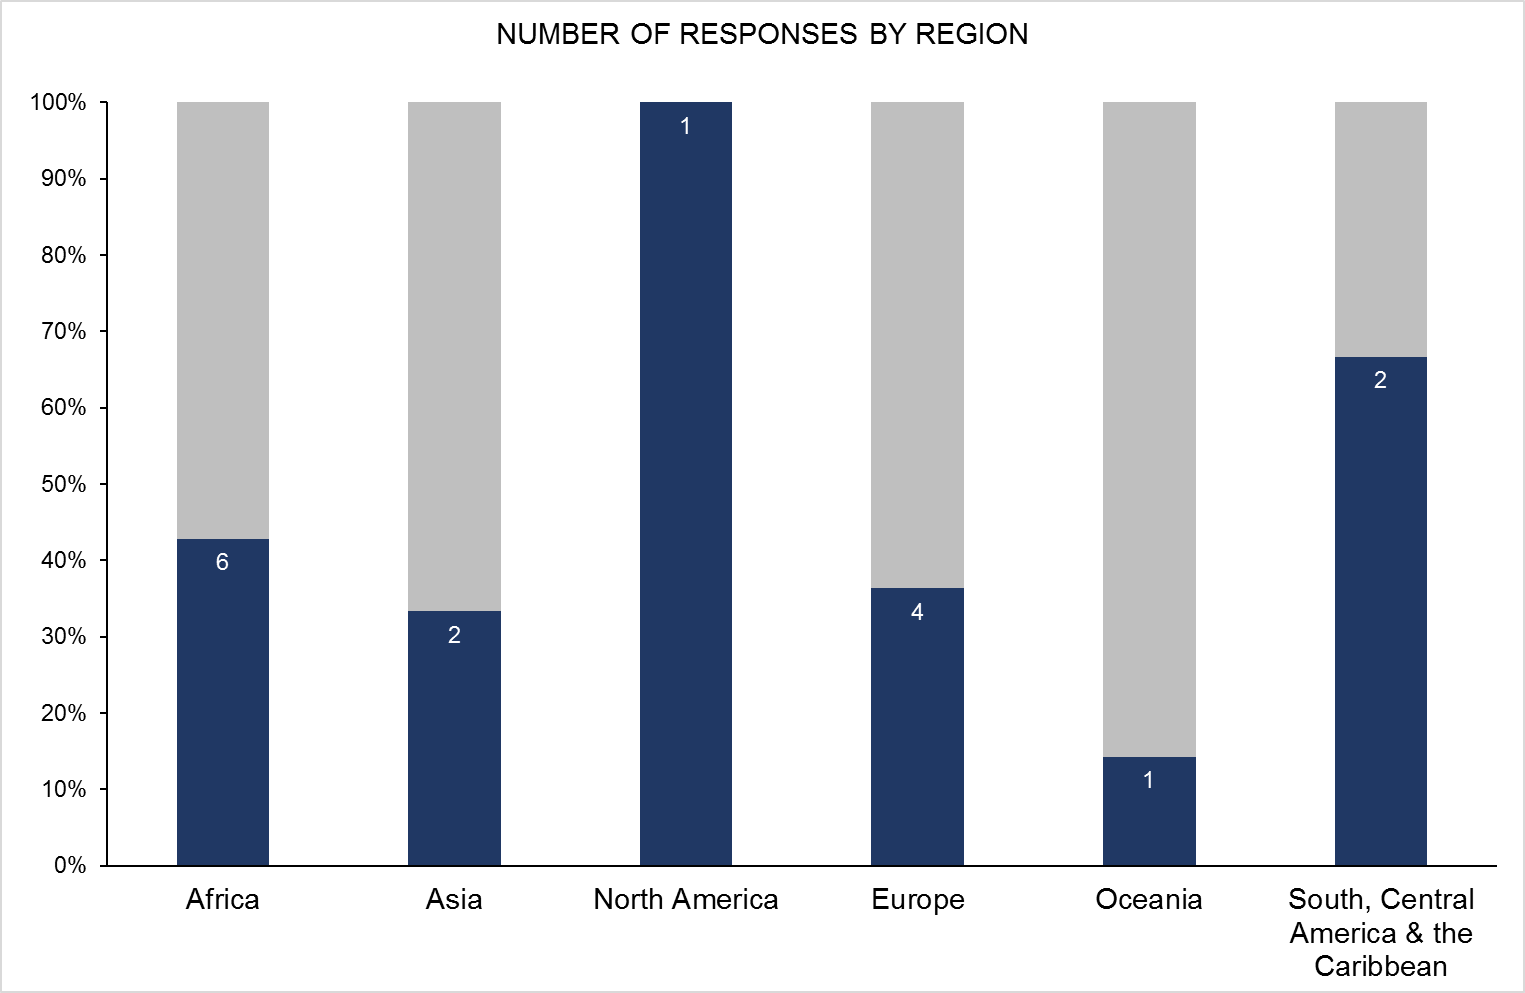 NUMBER OF RESPONSES BY REGION
100%
90%
80%
70%
60%
50%
40%
30%
20%
10%
0%
6
2
1
4
1
2
Africa
Asia
North America
Europe
Oceania
South, Central
America & the
Caribbean